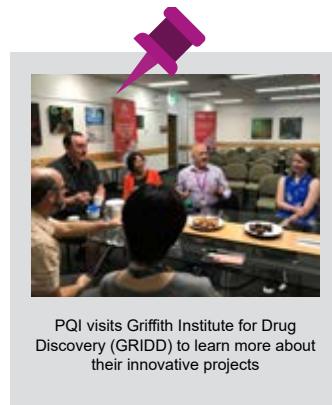 PQI visits Griffith Institute for Drug
Discovery (GRIDD) to learn more about
their innovative projects